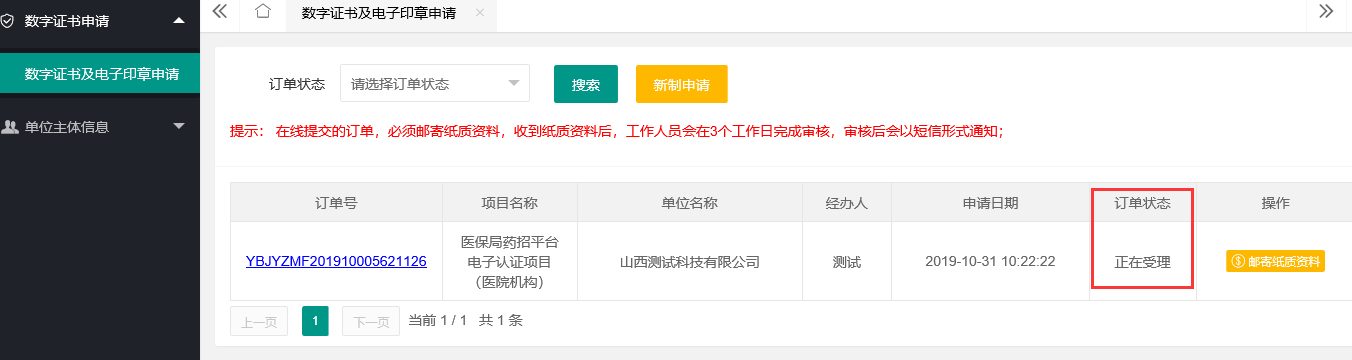 数字证书申请
数字证书及电子印章申请
数字证书及电子印章申请
单位主体信息
订单状态 请选择订单状态 搜索 新制申请
提示： 在线提交的订单，必须邮寄纸质资料，收到纸质资料后，工作人员会在3个工作日完成审核，审核后会以短信形式通知；
订单号 项目名称 单位名称 经办人 申请日期 订单状态 操作
医保局药招平台
YBJYZMF201910005621126 电子认证项目 山西测试科技有限公司 测试 2019-10-31 10:22:22 正在受理 邮寄纸质资料
（医院机构）
上一页 1 下一页 当前 1 / 1 共 1 条